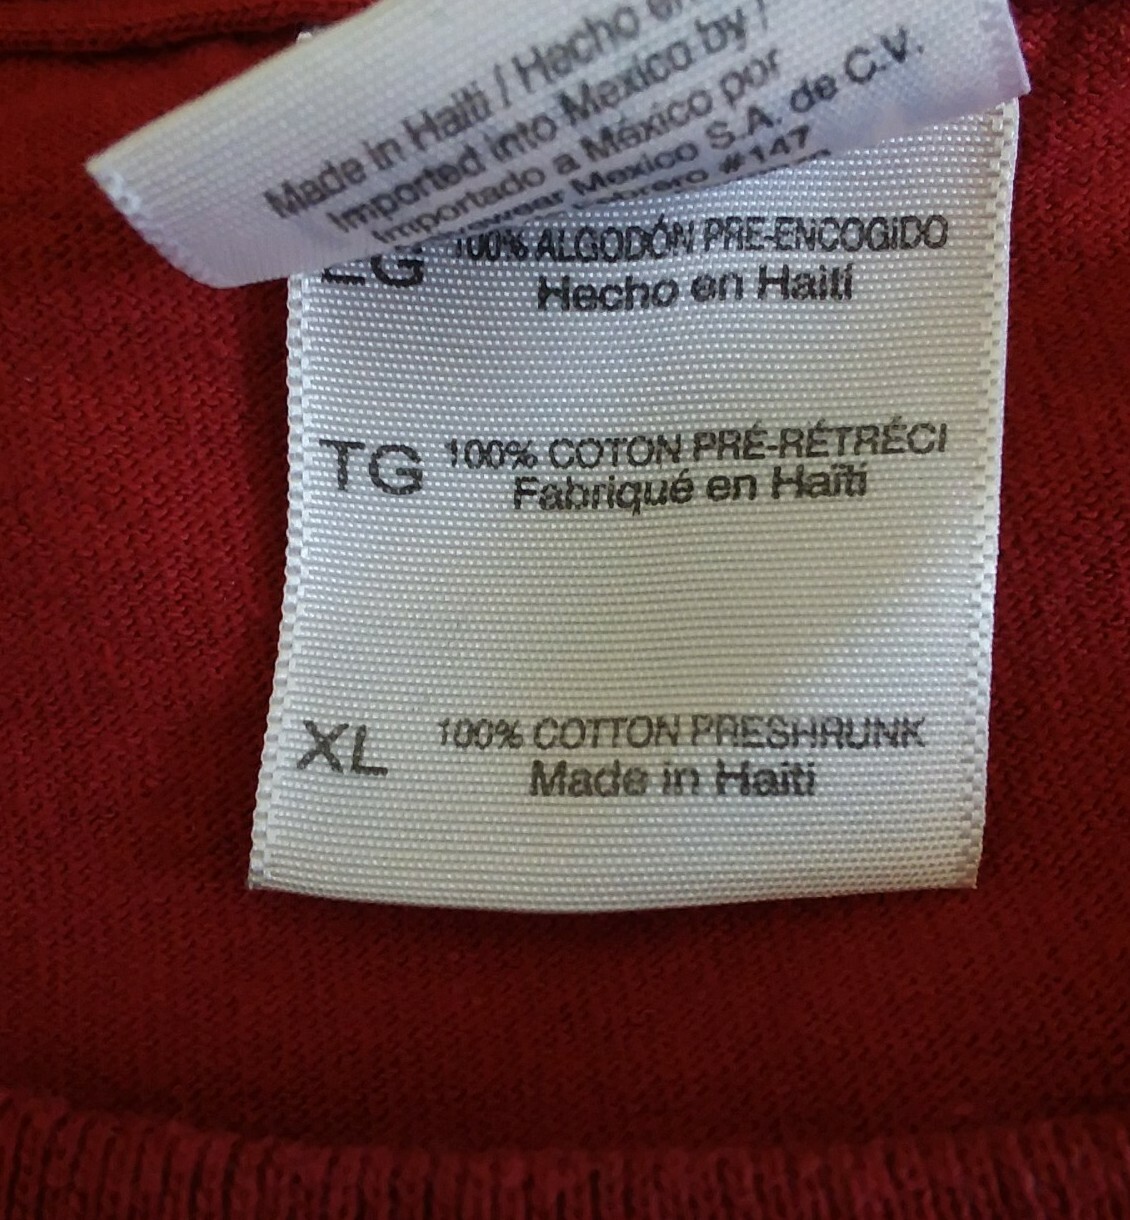 Made in Haiti / Hecho
Imported into Mexico by /
Importado a México por
Mexico S.A. de C.V.
#147
EG 100% ALGODÓN PRE-ENCOGIDO
Hecho en Haití
TG 100% COTON PRÉ-RÉTRÉCI
Fabriqué en Haïti
XL 100% COTTON PRESHRUNK
Made in Haiti